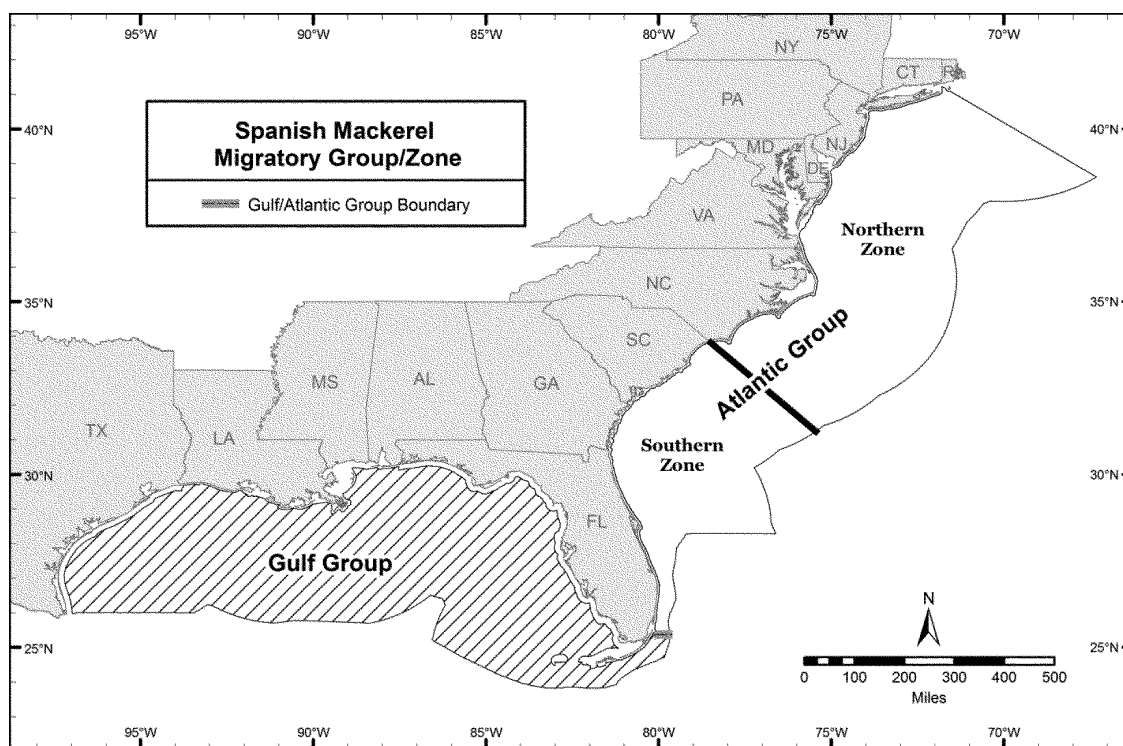 95°W 90°W 85°W 80°W 75°W 70°W
Spanish Mackerel
Migratory Group/Zone
Gulf/Atlantic Group Boundary
NY
CT
RI
PA
40°N
40°N
MD
NJ
DE
VA
Northern
Zone
NC
35°N
35°N
SC
Atlantic Group
MS
AL
GA
TX
LA
Southern
Zone
30°N
30°N
FL
Gulf Group
N
25°N
25°N
0 100 200 300 400 500
Miles
95°W 90°W 85°W 80°W 75°W 70°W